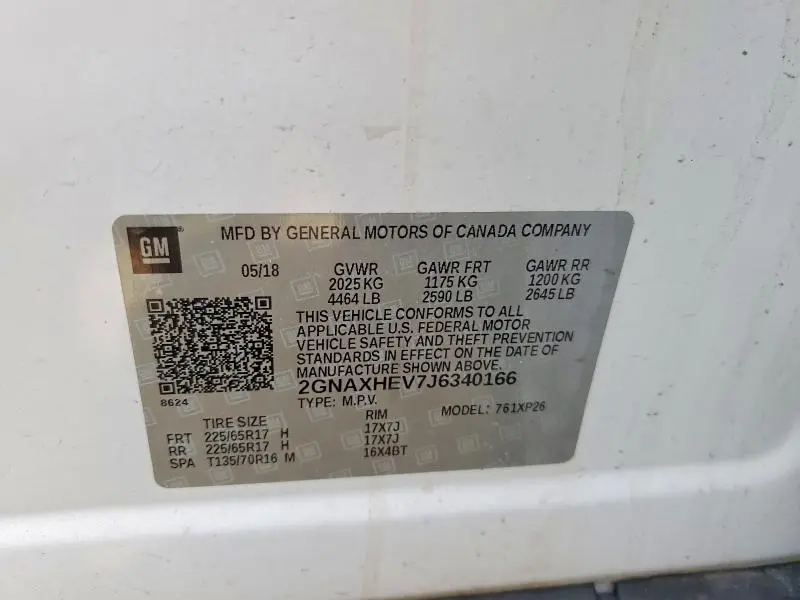 GM MFD BY GENERAL MOTORS OF CANADA COMPANY
05/18 GVWR GAWR FRT GAWR RR
2025 KG 1175 KG 1200 KG
4464 LB 2590 LB 2645 LB
THIS VEHICLE CONFORMS TO ALL
APPLICABLE U.S. FEDERAL MOTOR
VEHICLE SAFETY AND THEFT PREVENTION
STANDARDS IN EFFECT ON THE DATE OF
MANUFACTURE SHOWN ABOVE.
2GNAXHEV7J6340166
8624 TYPE: M.P.V. MODEL: 761XP26
TIRE SIZE RIM
FRT 225/65R17 H 17X7J
RR 225/65R17 H 17X7J
SPA T135/70R16 M 16X4BT